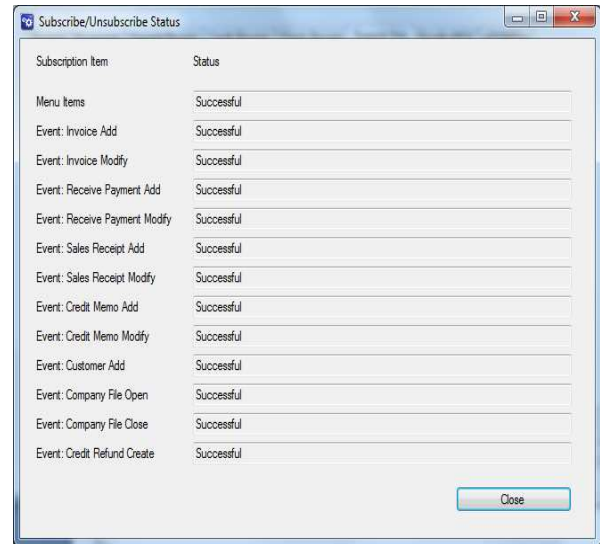 Subscribe/Unsubscribe Status
Subscription Item Status
Menu Items Successful
Event: Invoice Add Successful
Event: Invoice Modify Successful
Event: Receive Payment Add Successful
Event: Receive Payment Modify Successful
Event: Sales Receipt Add Successful
Event: Sales Receipt Modify Successful
Event: Credit Memo Add Successful
Event: Credit Memo Modify Successful
Event: Customer Add Successful
Event: Company File Open Successful
Event: Company File Close Successful
Event: Credit Refund Create Successful
Close